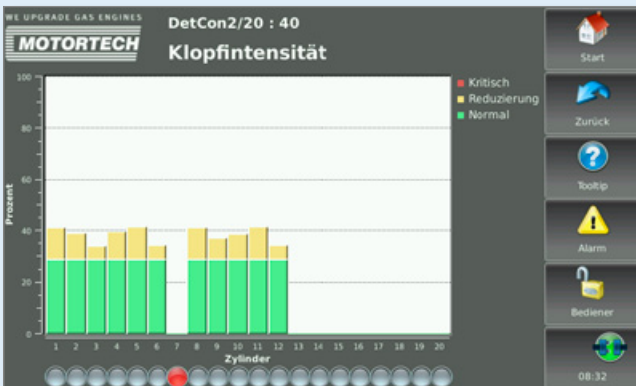 WE UPGRADE GAS ENGINES
MOTORTECH
DetCon2/20 : 40
Klopfintensität
Start
Zurück
Tooltip
Alarm
Bediener
08:32
Kritisch
Reduzierung
Normal
Prozent
100
80
60
40
20
0
1 2 3 4 5 6 7 8 9 10 11 12 13 14 15 16 17 18 19 20
Zylinder